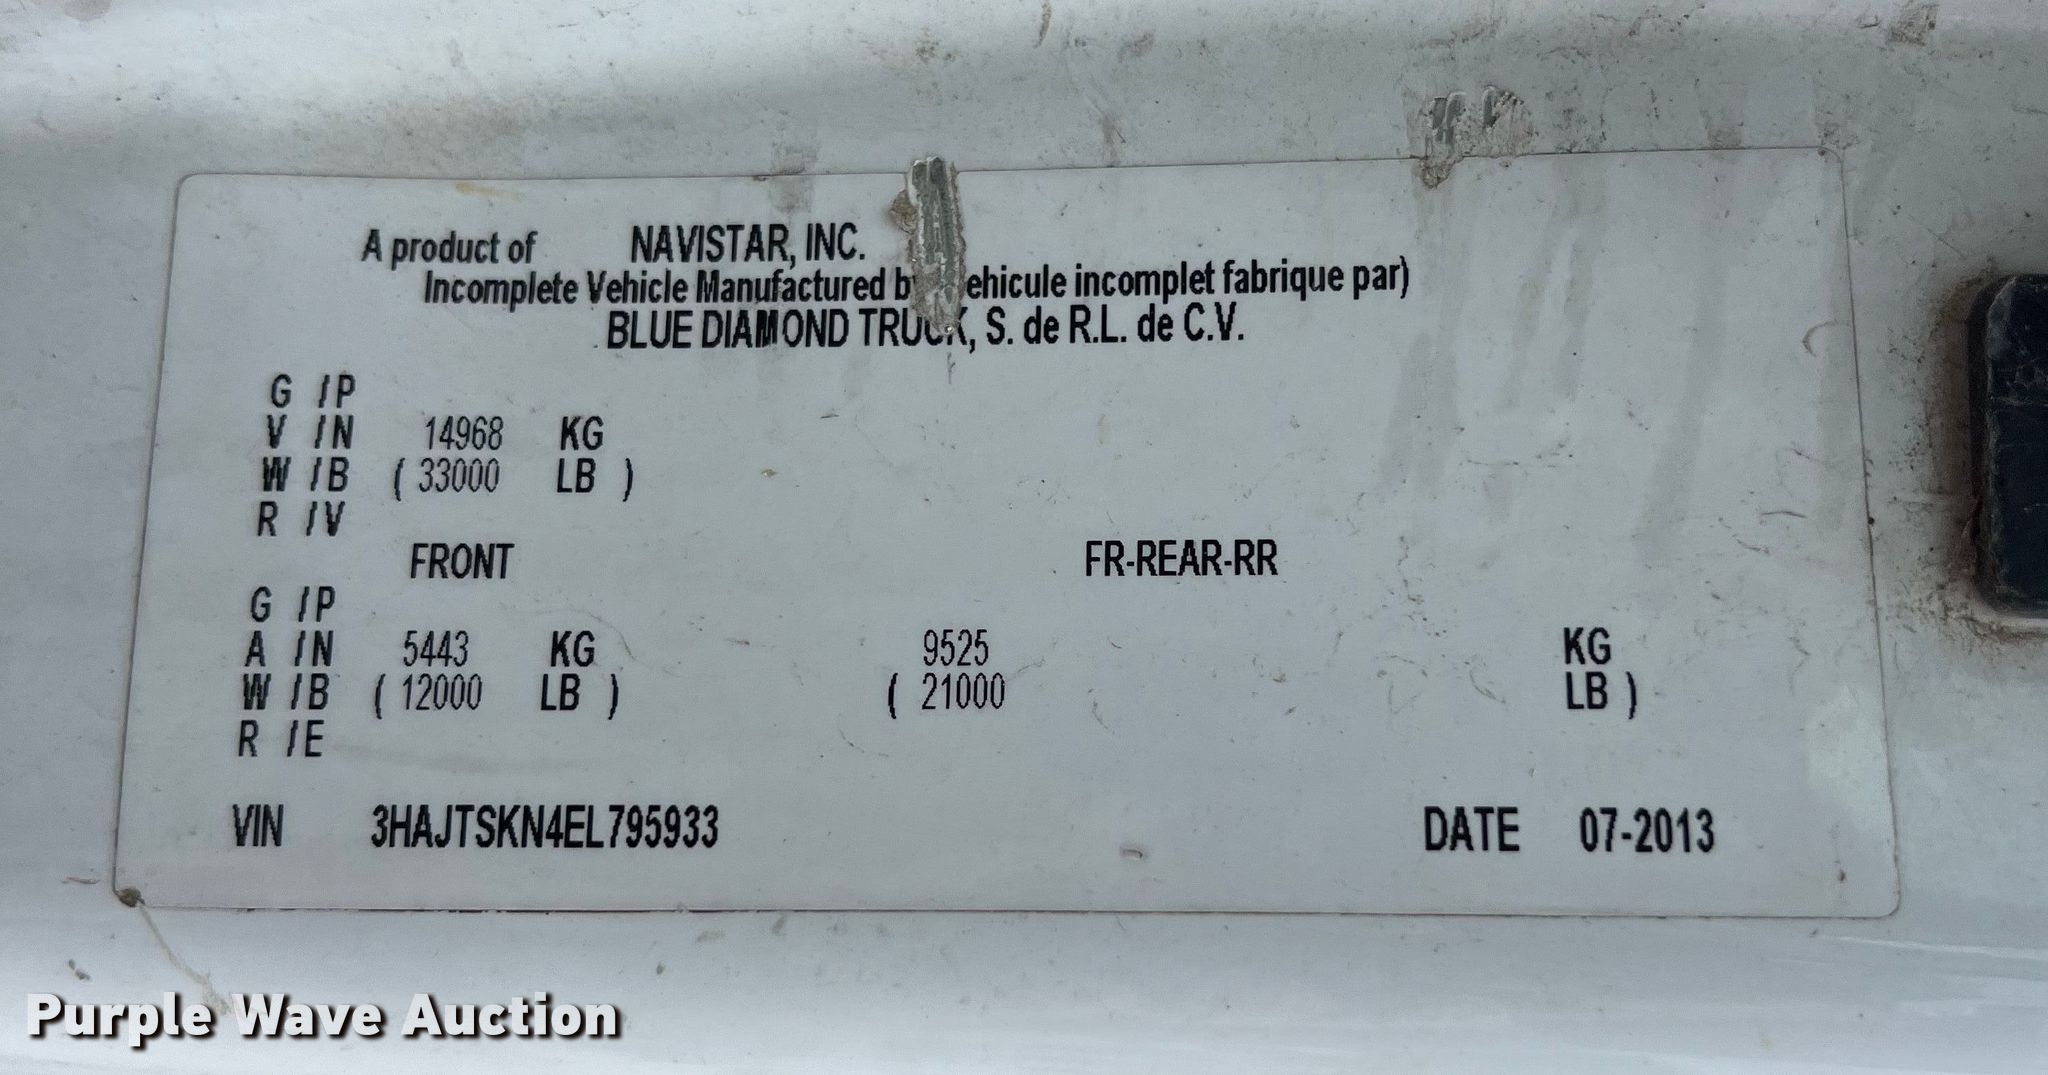 A product of NAVISTAR, INC.
Incomplete Vehicle Manufactured incomplet fabrique par)
BLUE DIAMOND TRUCK, S. de R.L. de C.V.
G /P
V /N 14968 KG
W /B ( 33000 LB )
R /V
FRONT FR-REAR-RR
G /P
A /N 5443 KG 9525 KG
W /B ( 12000 LB ) ( 21000 LB )
R /E
VIN 3HAJTSKN4EL795933 DATE 07-2013
Purple Wave Auction